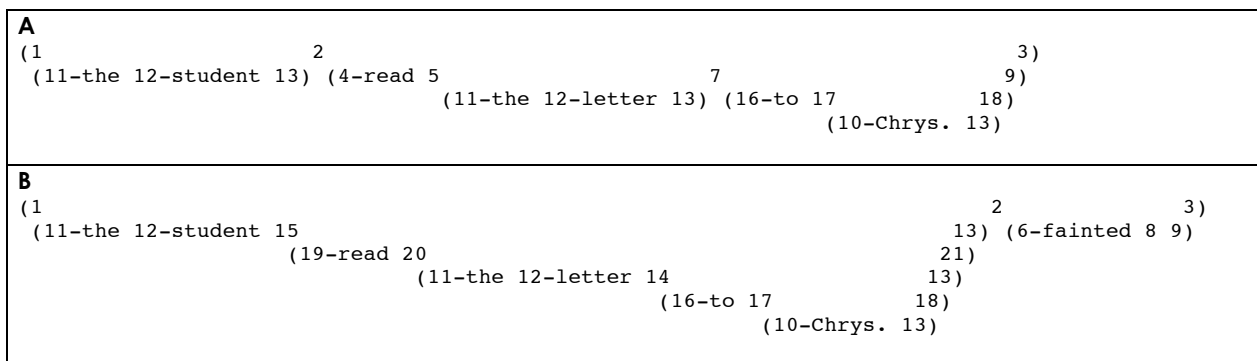 A
(1 2 3)
(11-the 12-student 13) (4-read 5 7 9)
(11-the 12-letter 13) (16-to 17 18)
(10-Chrys. 13)
B
(1 2 3)
(11-the 12-student 15 13) (6-fainted 8 9)
(19-read 20 21)
(11-the 12-letter 14 13)
(16-to 17 18)
(10-Chrys. 13)